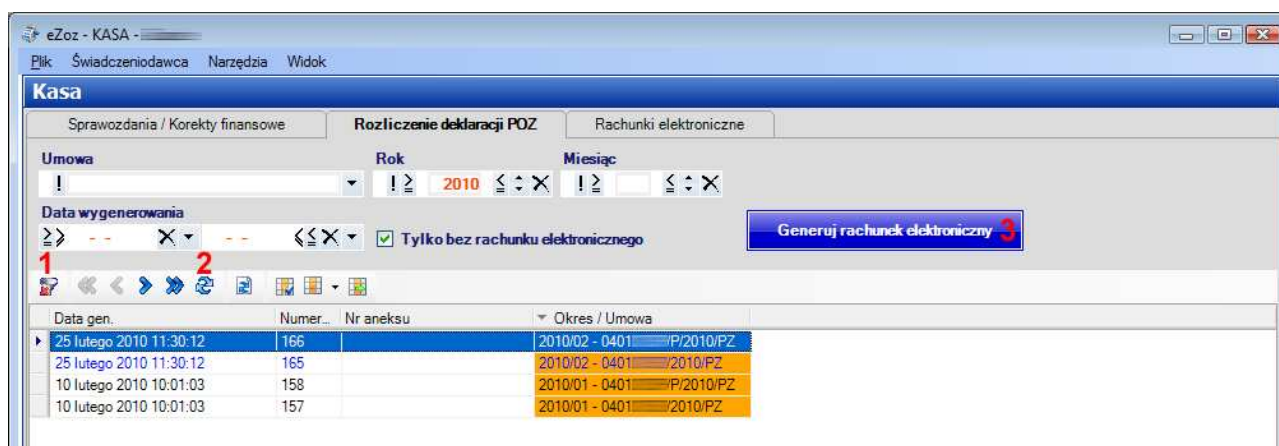 eZoz - KASA -
Plik Świadczeniodawca Narzędzia Widok
Kasa
Sprawozdania / Korekty finansowe Rozliczenie deklaracji POZ Rachunki elektroniczne
Umowa Rok Miesiąc
! ! ≥ 2010 ≤ ! ≥ ≤
Data wygenerowania
≥ - - - - ≤ Tylko bez rachunku elektronicznego Generuj rachunek elektroniczny 3
1 2
Data gen. Numer... Nr aneksu Okres / Umowa
25 lutego 2010 11:30:12 166 2010/02 - 0401 /P/2010/PZ
25 lutego 2010 11:30:12 165 2010/02 - 0401 /2010/PZ
10 lutego 2010 10:01:03 158 2010/01 - 0401 /P/2010/PZ
10 lutego 2010 10:01:03 157 2010/01 - 0401 /2010/PZ